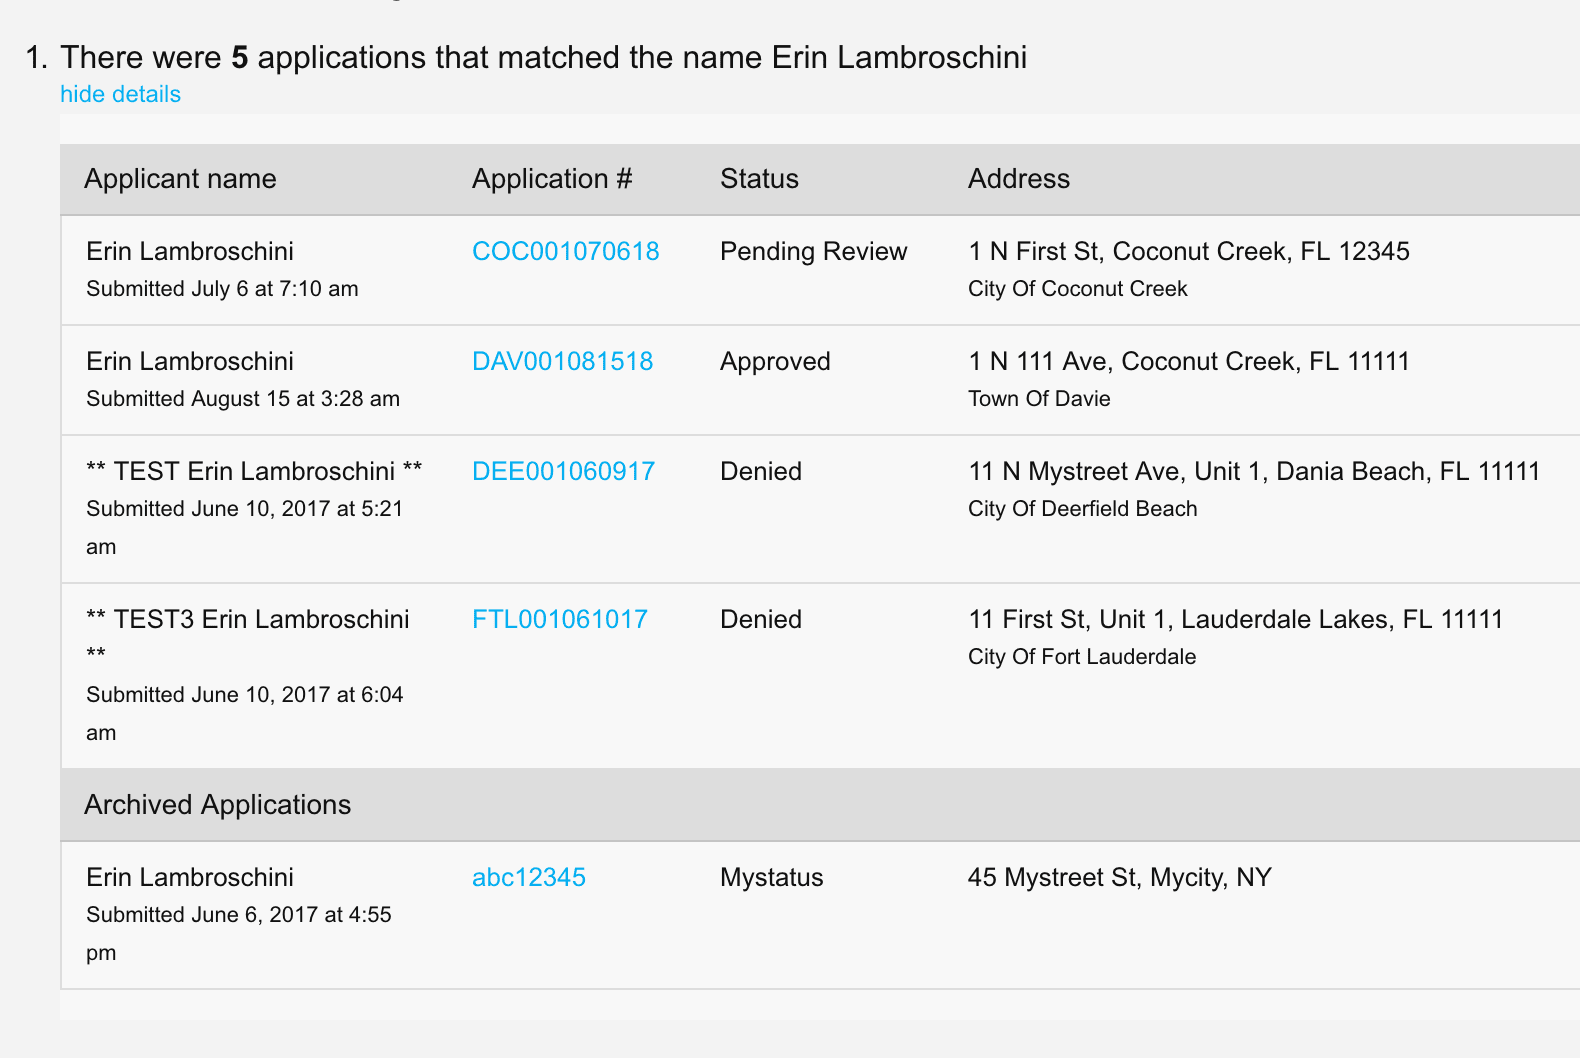 1. There were 5 applications that matched the name Erin Lambroschini
hide details
Applicant name Application # Status Address
Erin Lambroschini COC001070618 Pending Review 1 N First St, Coconut Creek, FL 12345
Submitted July 6 at 7:10 am City Of Coconut Creek
Erin Lambroschini DAV001081518 Approved 1 N 111 Ave, Coconut Creek, FL 11111
Submitted August 15 at 3:28 am Town Of Davie
** TEST Erin Lambroschini ** DEE001060917 Denied 11 N Mystreet Ave, Unit 1, Dania Beach, FL 11111
Submitted June 10, 2017 at 5:21 City Of Deerfield Beach
am
** TEST3 Erin Lambroschini FTL001061017 Denied 11 First St, Unit 1, Lauderdale Lakes, FL 11111
** City Of Fort Lauderdale
Submitted June 10, 2017 at 6:04
am
Archived Applications
Erin Lambroschini abc12345 Mystatus 45 Mystreet St, Mycity, NY
Submitted June 6, 2017 at 4:55
pm